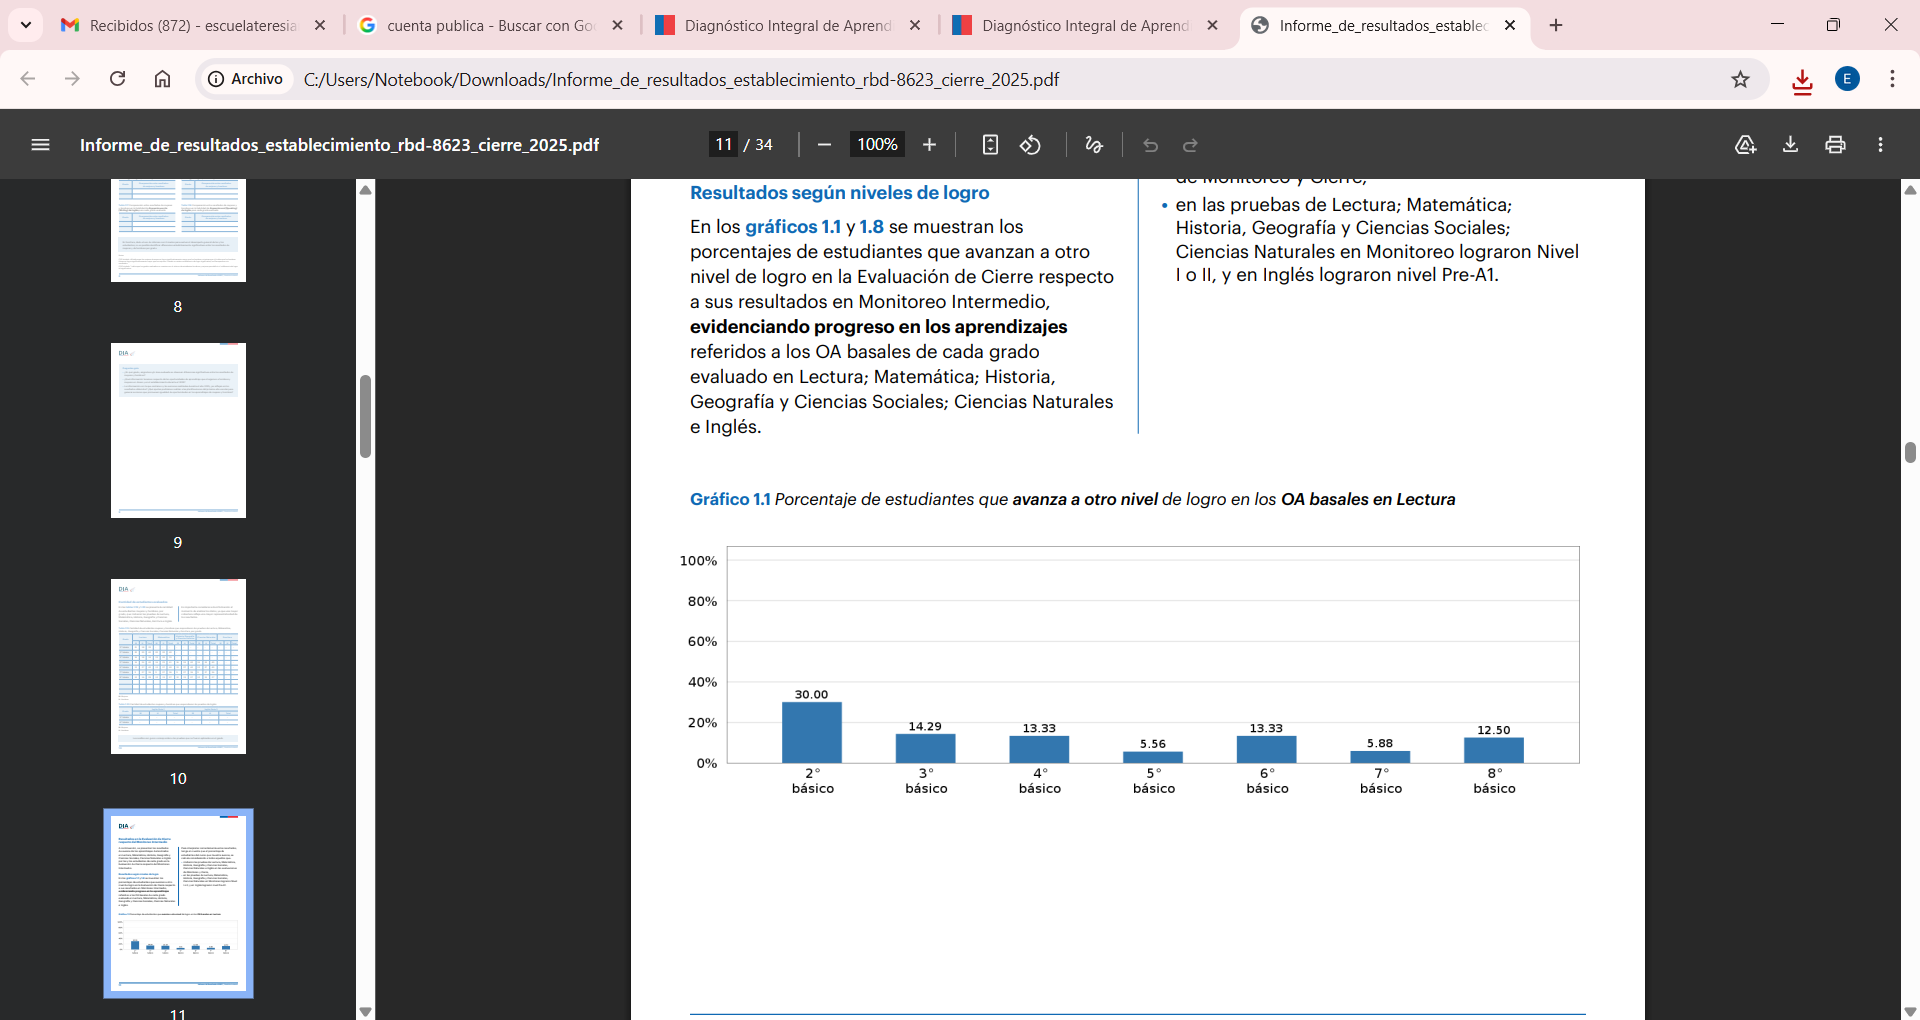 Recibidos (872) - escuelateresia
cuenta publica - Buscar con Go
Diagnóstico Integral de Aprend
Diagnóstico Integral de Aprend
Informe_de_resultados_establec
Archivo
C:/Users/Notebook/Downloads/Informe_de_resultados_establecimiento_rbd-8623_cierre_2025.pdf
E
Informe_de_resultados_establecimiento_rbd-8623_cierre_2025.pdf
11 / 34
100%
8
DIA
9
DIA
10
DIA
11
Resultados según niveles de logro
En los gráficos 1.1 y 1.8 se muestran los
porcentajes de estudiantes que avanzan a otro
nivel de logro en la Evaluación de Cierre respecto
a sus resultados en Monitoreo Intermedio,
evidenciando progreso en los aprendizajes
referidos a los OA basales de cada grado
evaluado en Lectura; Matemática; Historia,
Geografía y Ciencias Sociales; Ciencias Naturales
e Inglés.
de Monitoreo y Cierre;
• en las pruebas de Lectura; Matemática;
Historia, Geografía y Ciencias Sociales;
Ciencias Naturales en Monitoreo lograron Nivel
I o II, y en Inglés lograron nivel Pre-A1.
Gráfico 1.1 Porcentaje de estudiantes que avanza a otro nivel de logro en los OA basales en Lectura
100%
80%
60%
40%
20%
0%
30.00
14.29
13.33
5.56
13.33
5.88
12.50
2° básico
3° básico
4° básico
5° básico
6° básico
7° básico
8° básico